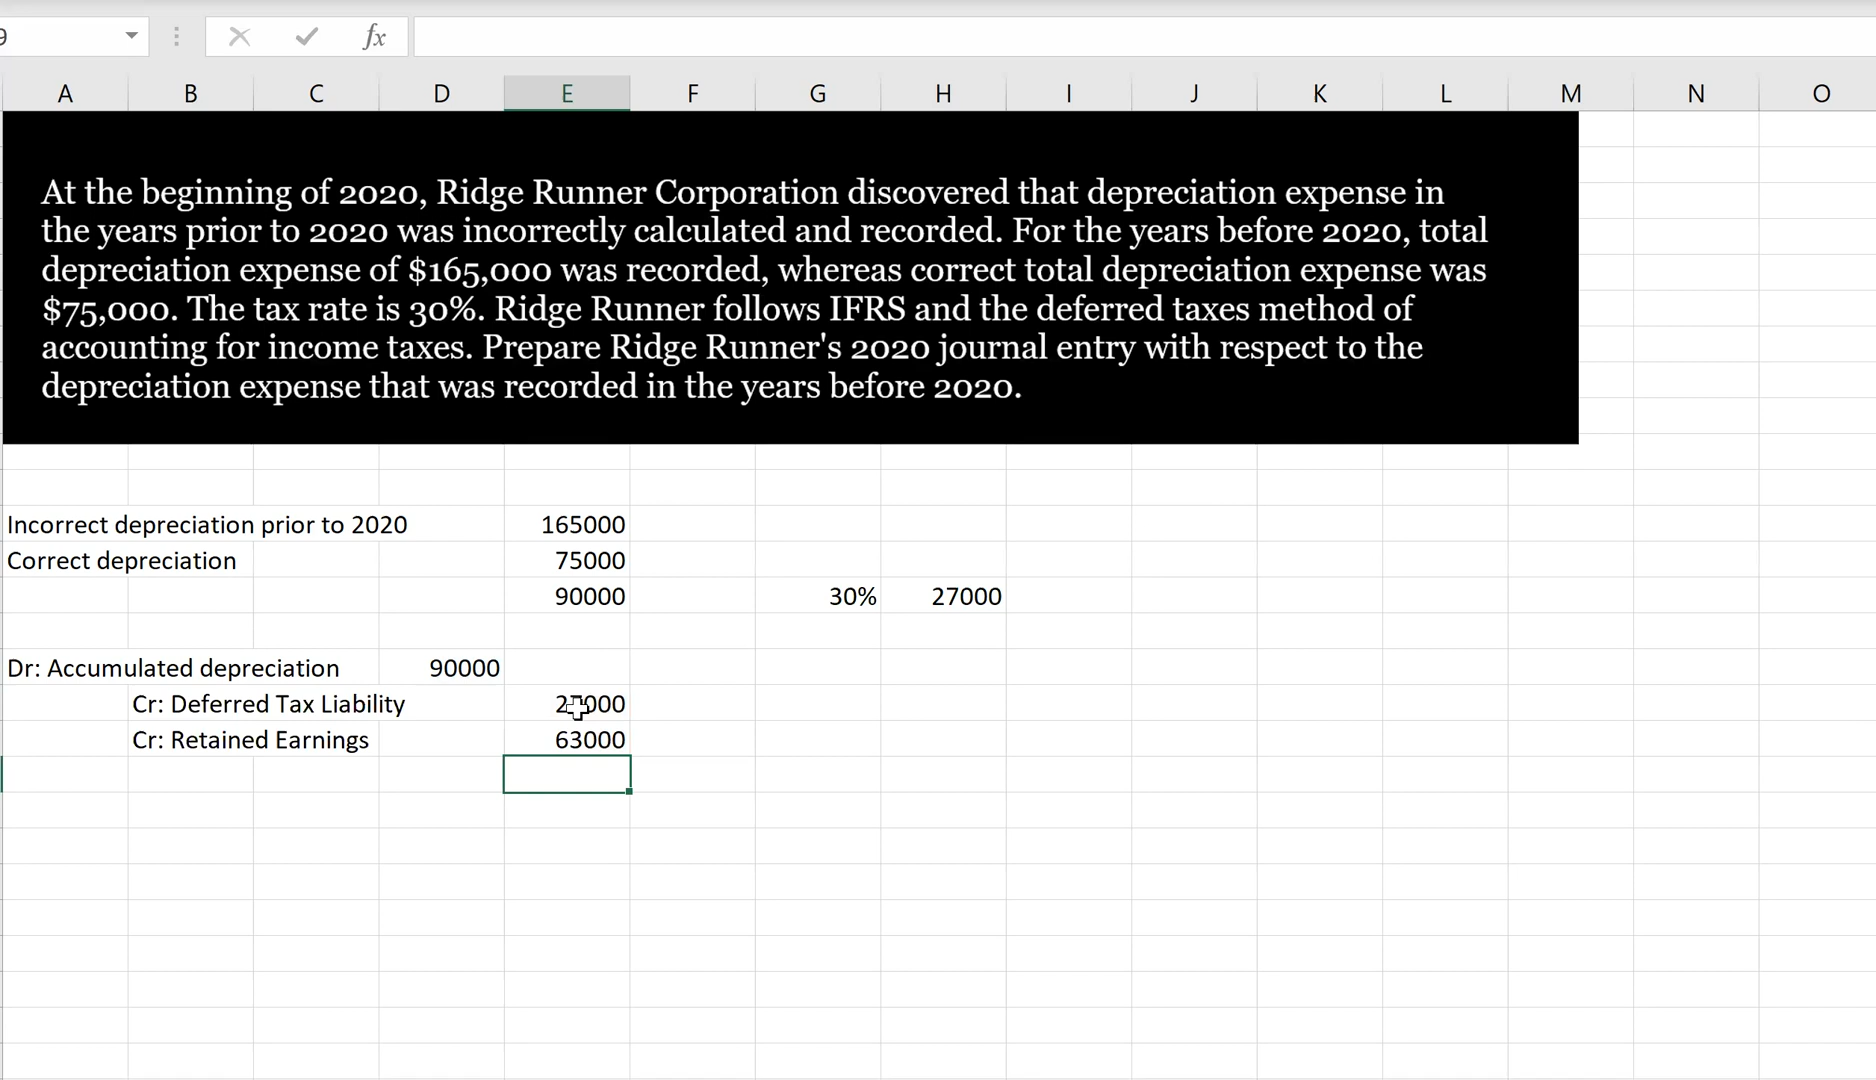 9 fx
A B C D E F G H I J K L M N O
At the beginning of 2020, Ridge Runner Corporation discovered that depreciation expense in
the years prior to 2020 was incorrectly calculated and recorded. For the years before 2020, total
depreciation expense of $165,000 was recorded, whereas correct total depreciation expense was
$75,000. The tax rate is 30%. Ridge Runner follows IFRS and the deferred taxes method of
accounting for income taxes. Prepare Ridge Runner's 2020 journal entry with respect to the
depreciation expense that was recorded in the years before 2020.
Incorrect depreciation prior to 2020 165000
Correct depreciation 75000
90000 30% 27000
Dr: Accumulated depreciation 90000
Cr: Deferred Tax Liability 27000
Cr: Retained Earnings 63000